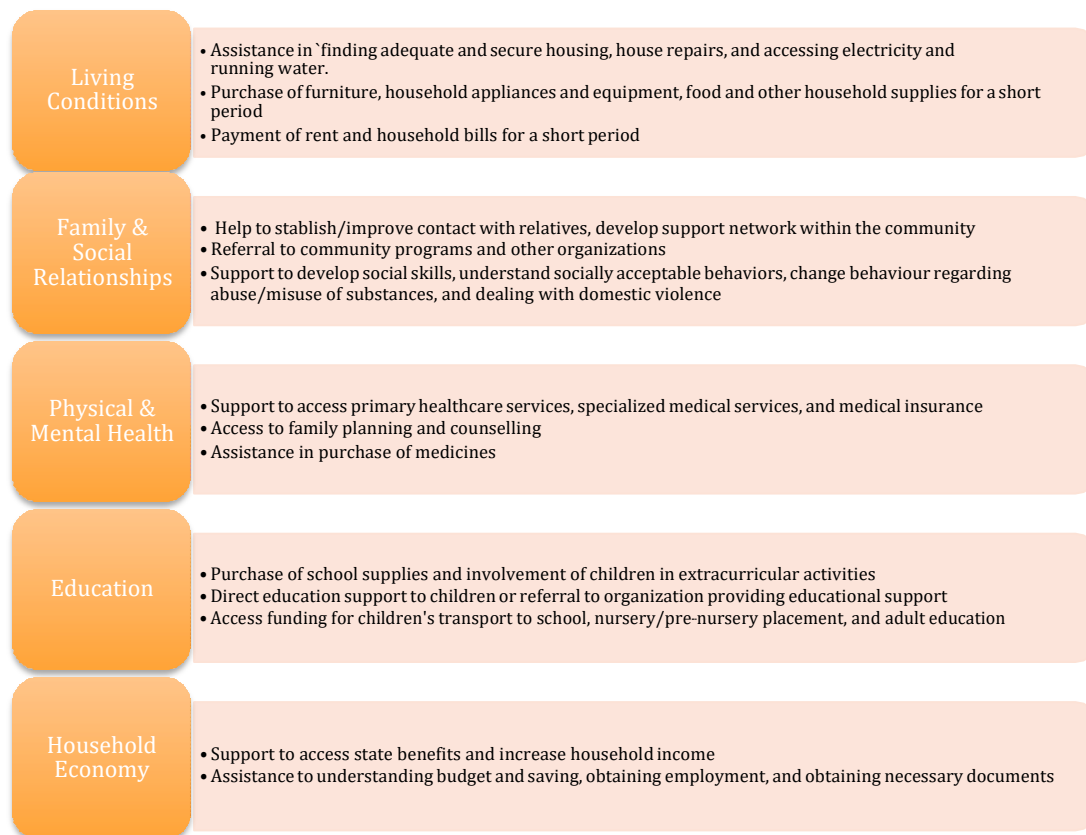 Living
Conditions
• Assistance in `finding adequate and secure housing, house repairs, and accessing electricity and
running water.
• Purchase of furniture, household appliances and equipment, food and other household supplies for a short
period
• Payment of rent and household bills for a short period
Family &
Social
Relationships
• Help to stablish/improve contact with relatives, develop support network within the community
• Referral to community programs and other organizations
• Support to develop social skills, understand socially acceptable behaviors, change behaviour regarding
abuse/misuse of substances, and dealing with domestic violence
Physical &
Mental Health
• Support to access primary healthcare services, specialized medical services, and medical insurance
• Access to family planning and counselling
• Assistance in purchase of medicines
Education
• Purchase of school supplies and involvement of children in extracurricular activities
• Direct education support to children or referral to organization providing educational support
• Access funding for children's transport to school, nursery/pre-nursery placement, and adult education
Household
Economy
• Support to access state benefits and increase household income
• Assistance to understanding budget and saving, obtaining employment, and obtaining necessary documents